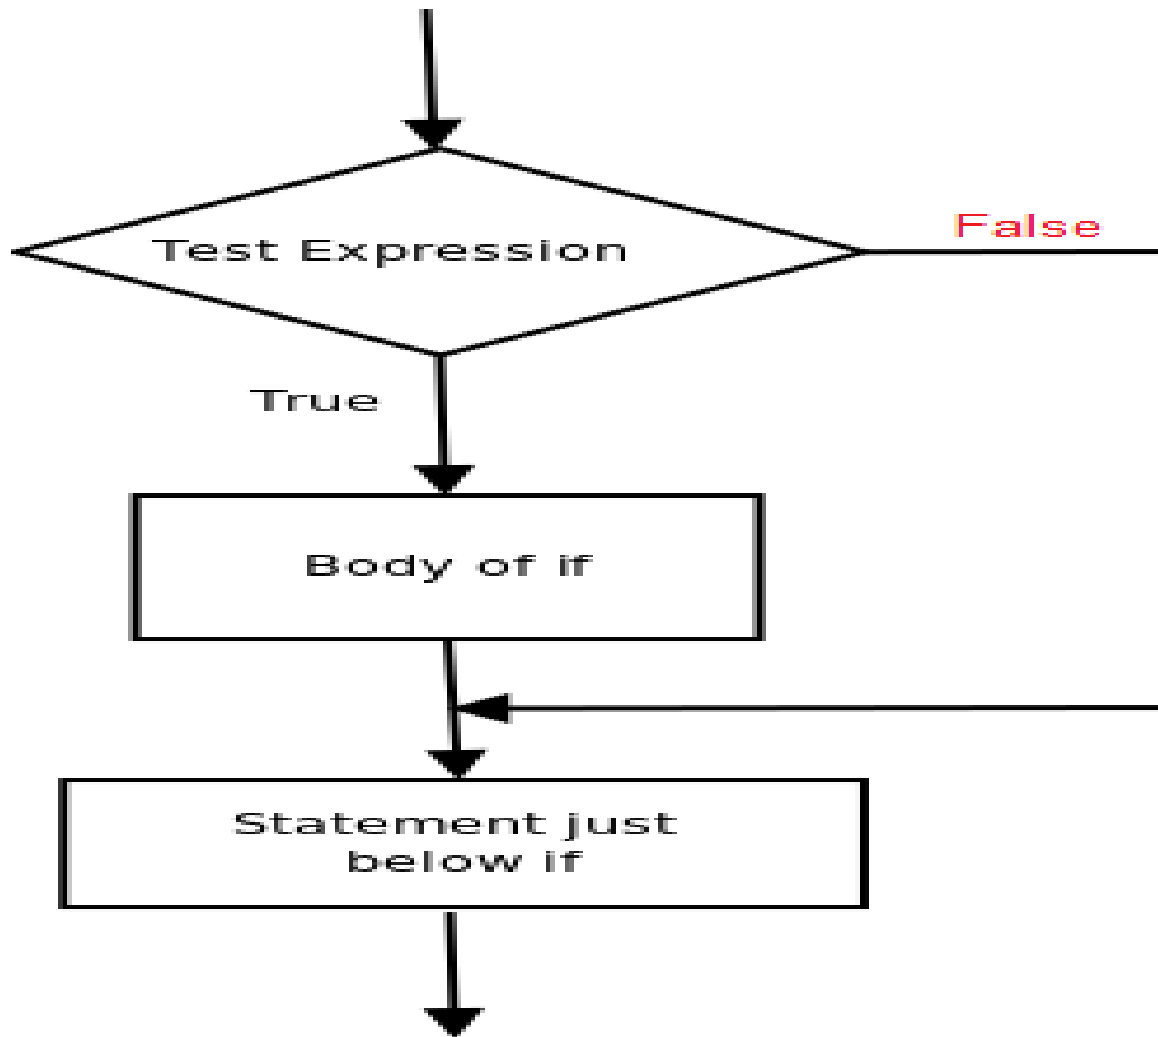 Test Expression
False
True
Body of if
Statement just
below if